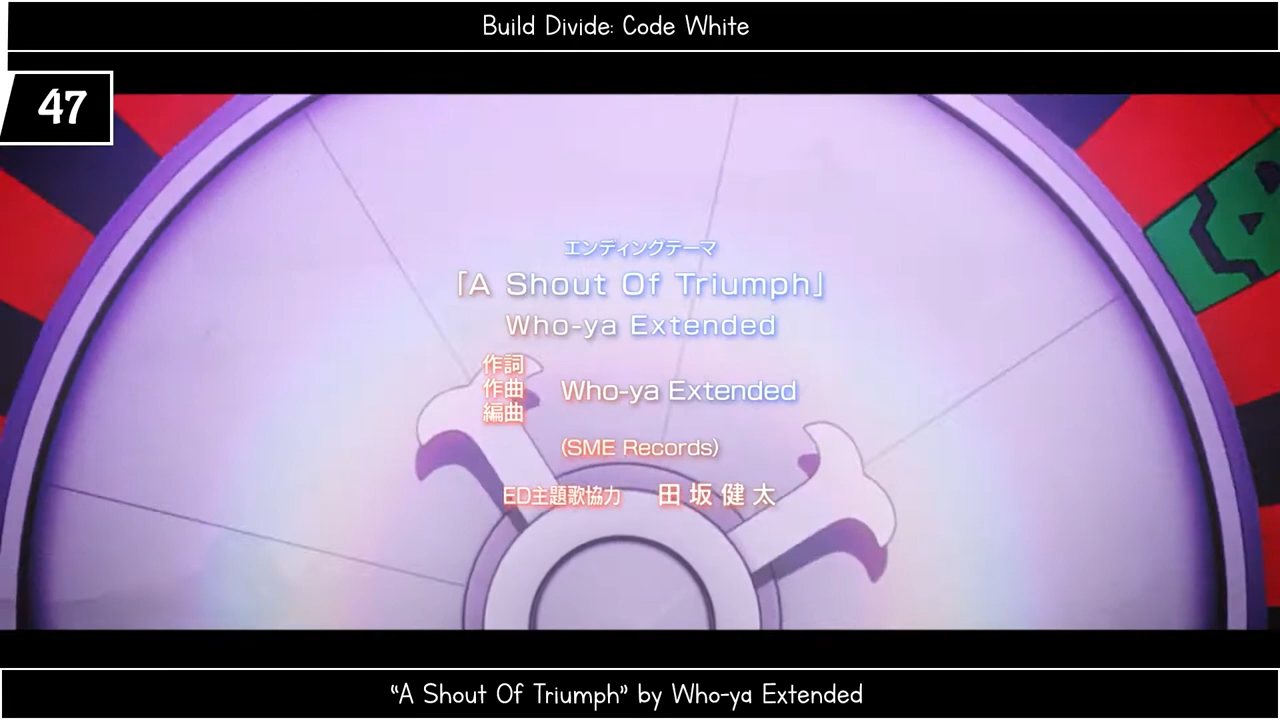 Build Divide: Code White
47
エンディングテーマ
「A Shout Of Triumph」
Who-ya Extended
作詞
作曲
編曲
Who-ya Extended
(SME Records)
ED主題歌協力 田坂健太
“A Shout Of Triumph” by Who-ya Extended